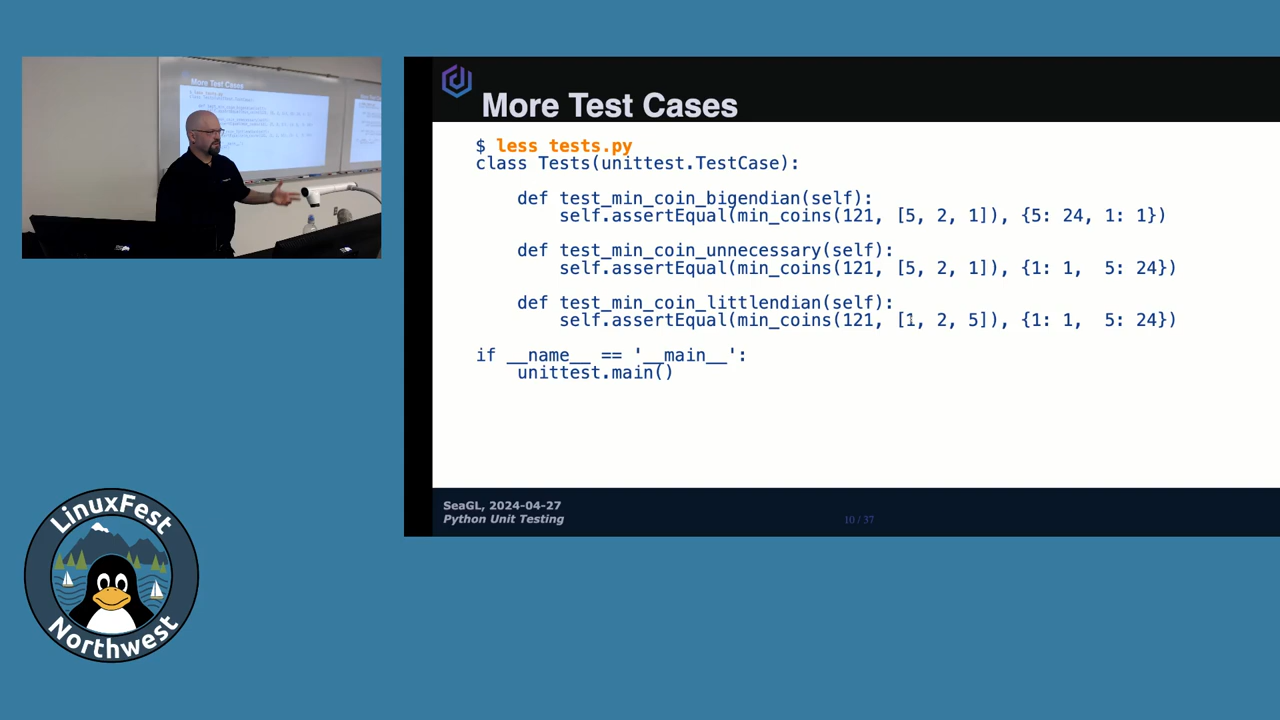 More Test Cases
More Test Cases
$ less tests.py
class Tests(unittest.TestCase):
def test_min_coin_bigendian(self):
self.assertEqual(min_coins(121, [5, 2, 1]), {5: 24, 1: 1})
def test_min_coin_unnecessary(self):
self.assertEqual(min_coins(121, [5, 2, 1]), {1: 1,  5: 24})
def test_min_coin_littlendian(self):
self.assertEqual(min_coins(121, [1, 2, 5]), {1: 1,  5: 24})
if __name__ == '__main__':
unittest.main()
SeaGL, 2024-04-27
Python Unit Testing
10 / 37
LinuxFest
Northwest